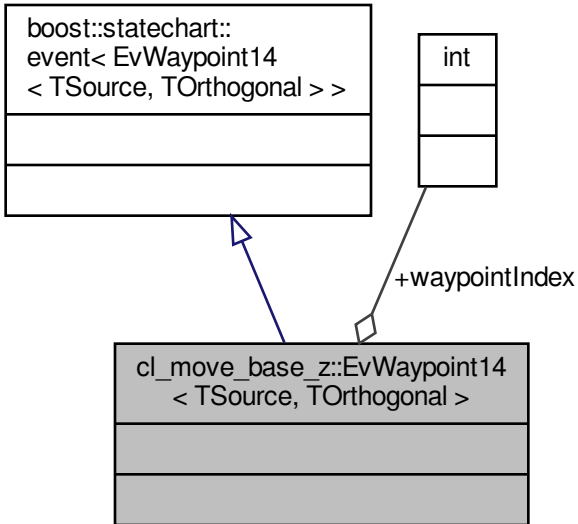 boost::statechart::
event< EvWaypoint14
< TSource, TOrthogonal > >
int
+waypointIndex
cl_move_base_z::EvWaypoint14
< TSource, TOrthogonal >